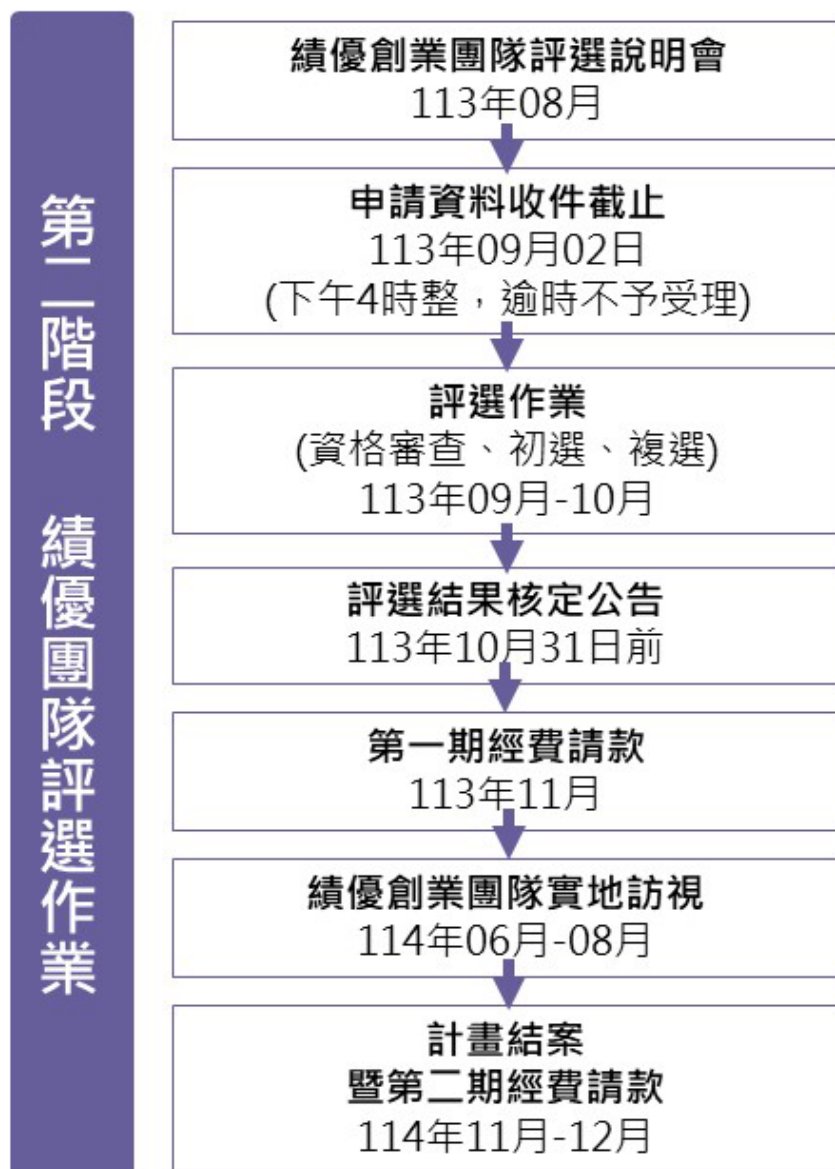 第二階段 績優團隊評選作業
績優創業團隊評選說明會
113年08月
申請資料收件截止
113年09月02日
(下午4時整，逾時不予受理)
評選作業
(資格審查、初選、複選)
113年09月-10月
評選結果核定公告
113年10月31日前
第一期經費請款
113年11月
績優創業團隊實地訪視
114年06月-08月
計畫結案
暨第二期經費請款
114年11月-12月